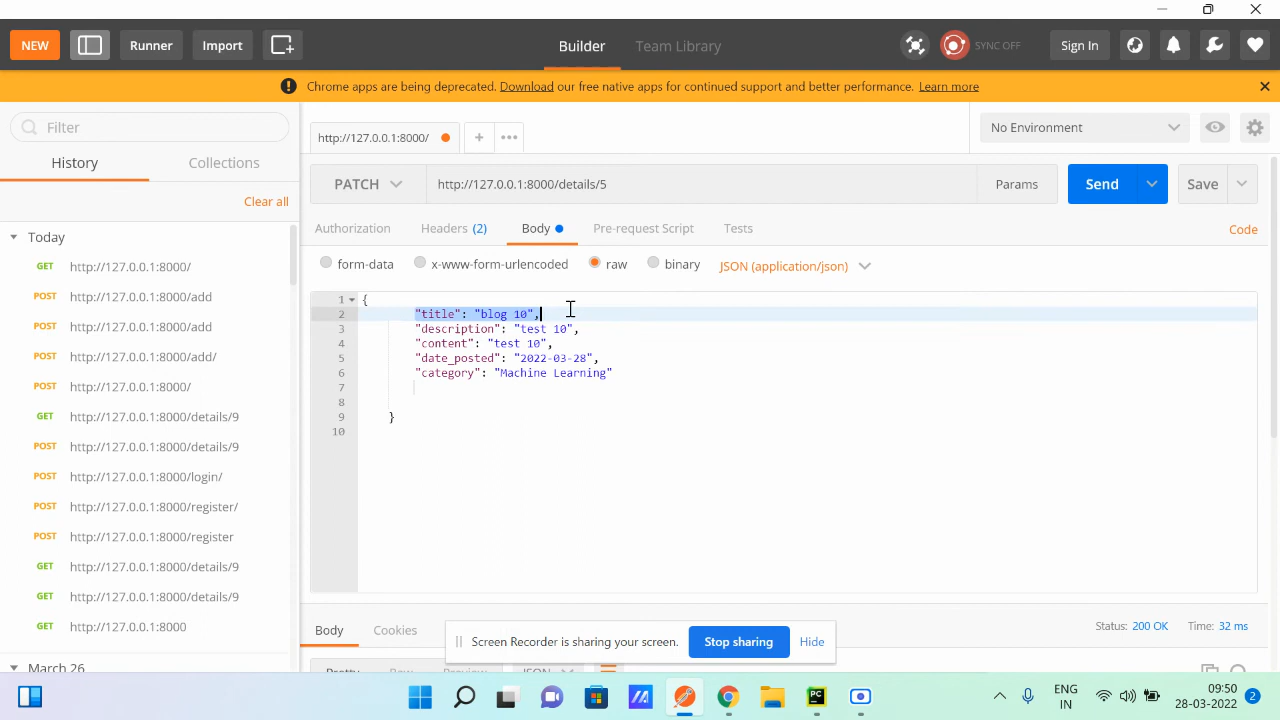 NEW
Runner
Import
Builder
Team Library
SYNC OFF
Sign In
Chrome apps are being deprecated. Download our free native apps for continued support and better performance. Learn more
Filter
http://127.0.0.1:8000/
No Environment
History
Collections
PATCH
http://127.0.0.1:8000/details/5
Params
Send
Save
Clear all
Authorization
Headers (2)
Body
Pre-request Script
Tests
Code
Today
form-data
x-www-form-urlencoded
raw
binary
JSON (application/json)
GET http://127.0.0.1:8000/
POST http://127.0.0.1:8000/add
POST http://127.0.0.1:8000/add
POST http://127.0.0.1:8000/add/
POST http://127.0.0.1:8000/
GET http://127.0.0.1:8000/details/9
POST http://127.0.0.1:8000/details/9
POST http://127.0.0.1:8000/login/
POST http://127.0.0.1:8000/register/
POST http://127.0.0.1:8000/register
GET http://127.0.0.1:8000/details/9
GET http://127.0.0.1:8000/details/9
GET http://127.0.0.1:8000
March 26
1 {
2 "title": "blog 10",
3 "description": "test 10",
4 "content": "test 10",
5 "date_posted": "2022-03-28",
6 "category": "Machine Learning"
7
8
9 }
10
Body
Cookies
Status: 200 OK
Time: 32 ms
Screen Recorder is sharing your screen.
Stop sharing
Hide
PC
ENG
IN
09:50
28-03-2022
2